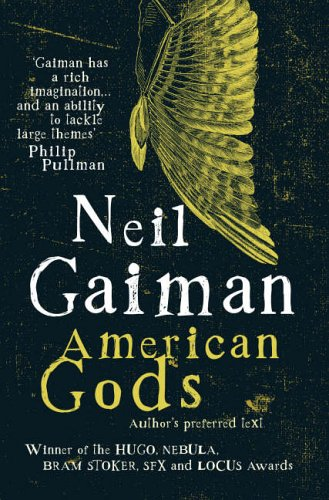 'Gaiman has
a rich
imagination...
and an ability
to tackle
large themes'
Philip
Pullman
Neil
Gaiman
American
Gods
Author's preferred text
Winner of the HUGO, NEBULA,
BRAM STOKER, SFX and LOCUS Awards